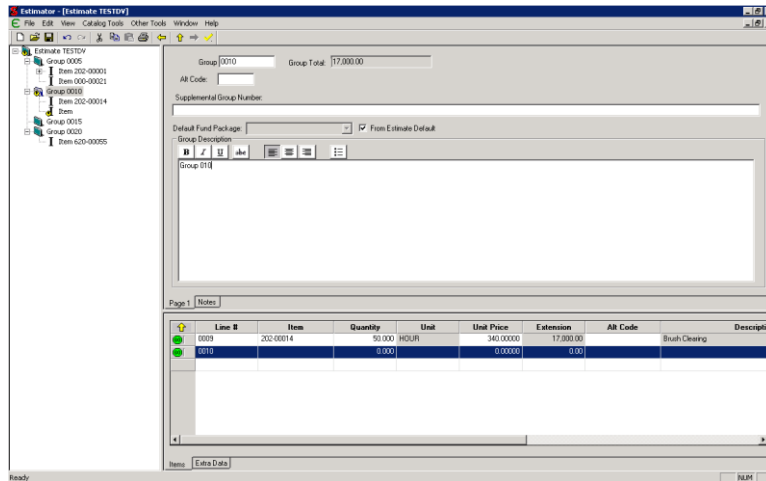 Estimator - [Estimate TESTDV]
File Edit View Catalog Tools Other Tools Window Help
Estimate TESTDV
Group 0005
Item 202-00001
Item 000-00021
Group 0010
Item 202-00014
Item
Group 0015
Group 0020
Item 620-00055
Group 0010 Group Total: 17,000.00
Alt Code:
Supplemental Group Number:
Default Fund Package: From Estimate Default
Group Description
B I U abc
Group 010
Page 1 Notes
Line # Item Quantity Unit Unit Price Extension Alt Code Descripti
0009 202-00014 50.000 HOUR 340.00000 17,000.00 Brush Clearing
0010 0.000 0.00000 0.00
Items Extra Data
Ready NUM